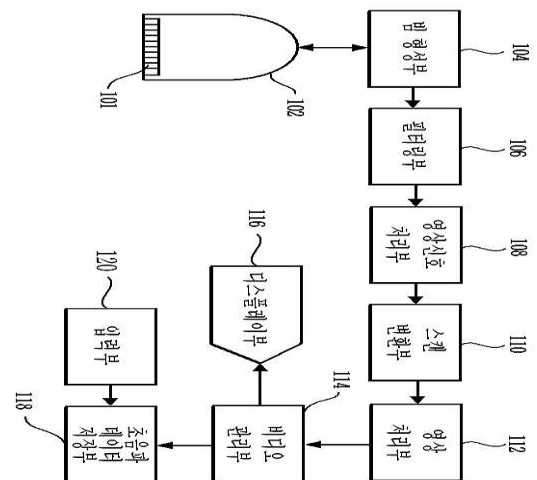 104
106
108
110
112
빔 형성부
필터링부
영상신호
처리부
스캔
변환부
영상
처리부
102
114
116
디스플레이부
비디오
관리부
101
120
입력부
초음파
데이터
저장부
118